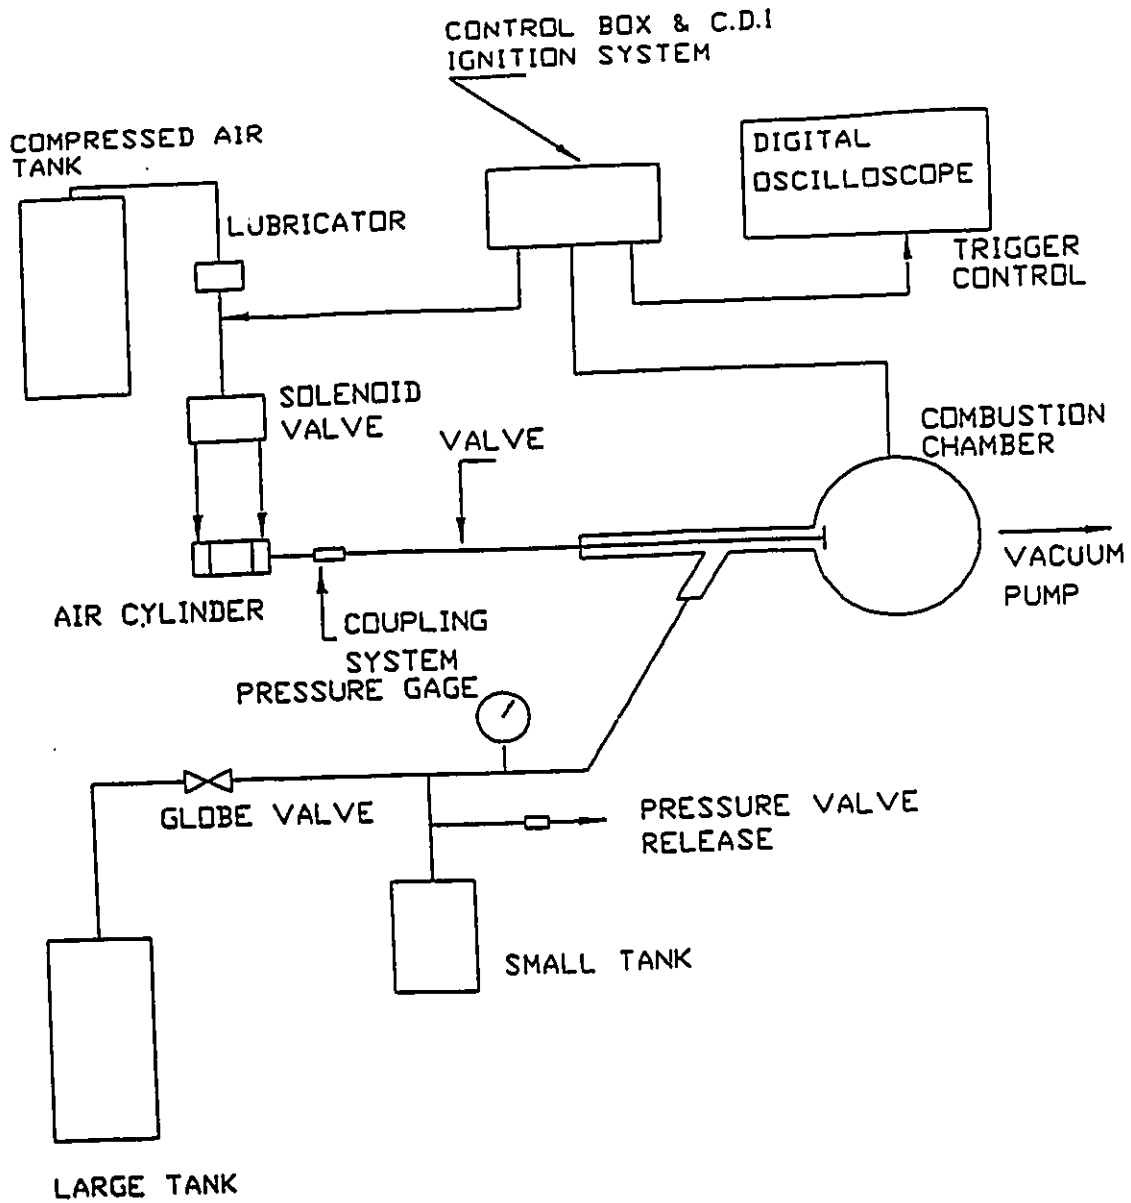 CONTROL BOX & C.D.I
IGNITION SYSTEM
COMPRESSED AIR
TANK
DIGITAL
OSCILLOSCOPE
LUBRICATOR
TRIGGER
CONTROL
SOLENOID
VALVE
VALVE
COMBUSTION
CHAMBER
VACUUM
PUMP
AIR CYLINDER
COUPLING
SYSTEM
PRESSURE GAGE
GLOBE VALVE
PRESSURE VALVE
RELEASE
SMALL TANK
LARGE TANK